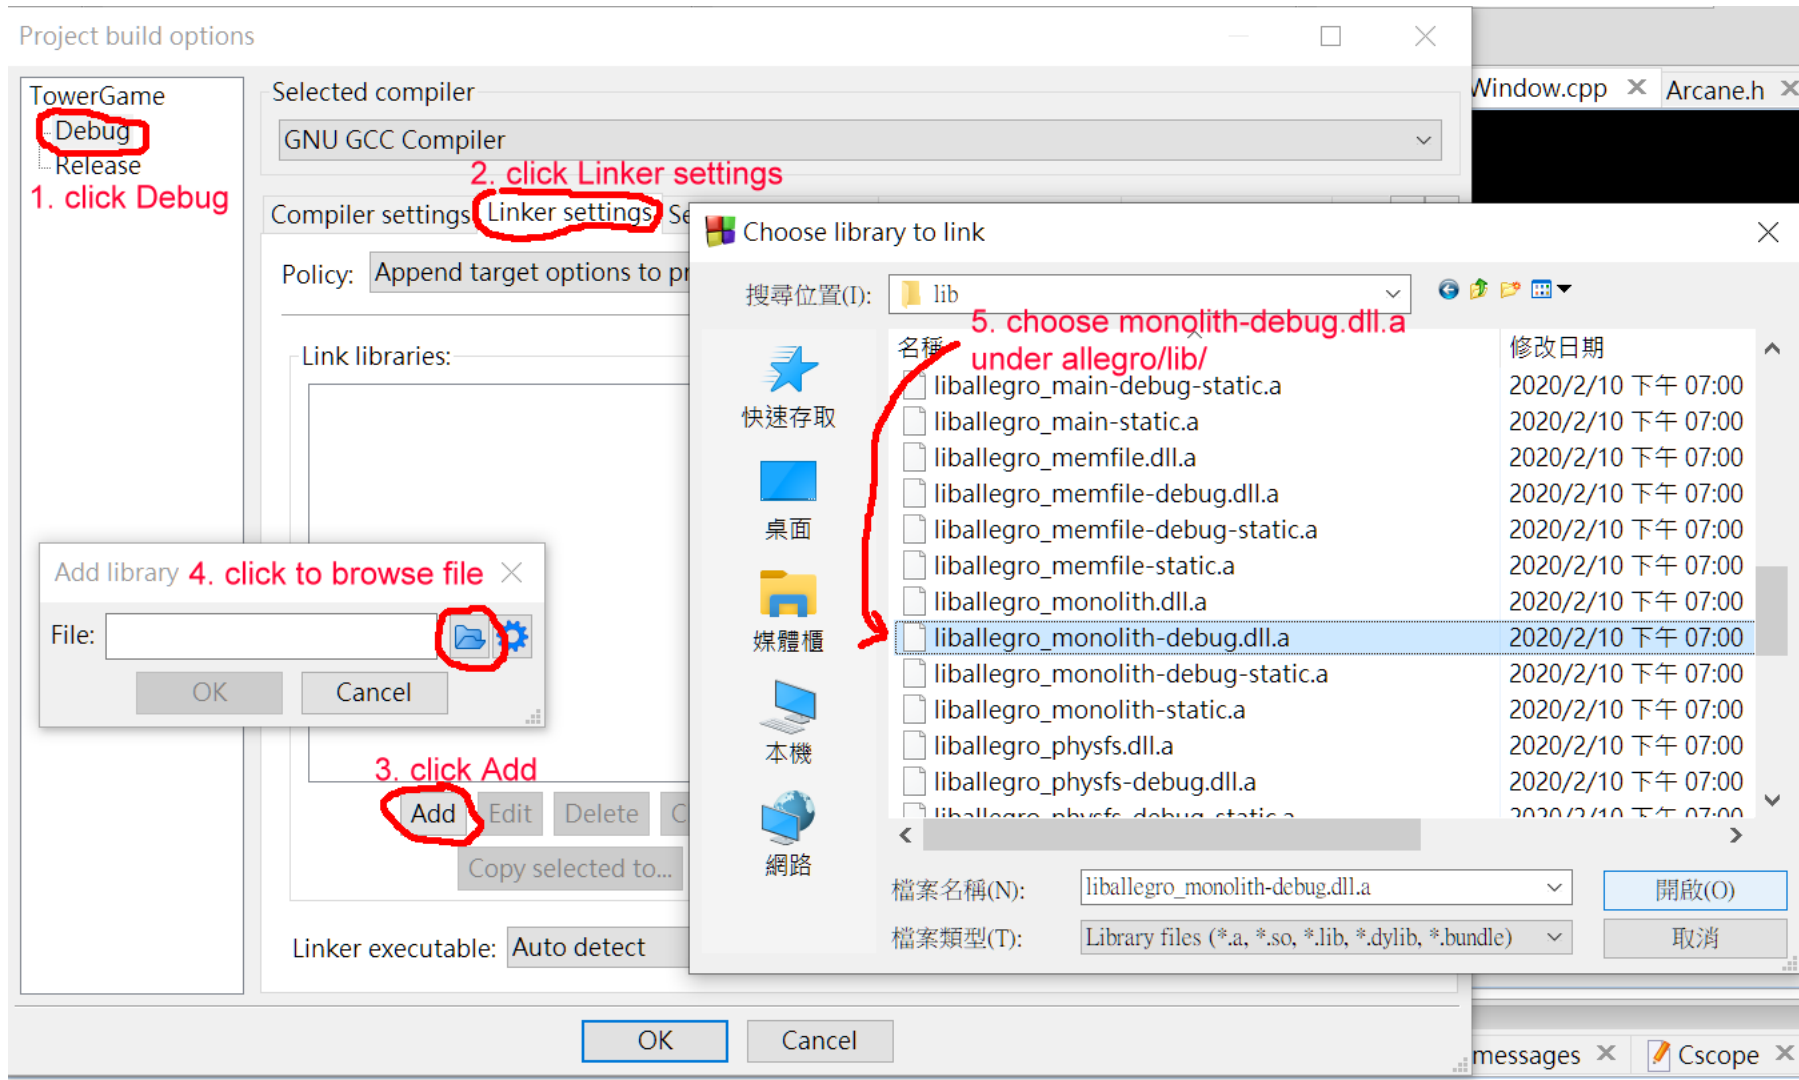 Project build options
Window.cpp
Arcane.h
TowerGame
Debug
Release
1. click Debug
Selected compiler
GNU GCC Compiler
2. click Linker settings
Compiler settings
Linker settings
Se
Policy:
Append target options to pr
Link libraries:
Add library
4. click to browse file
File:
OK
Cancel
3. click Add
Add
Edit
Delete
C
Copy selected to...
Linker executable:
Auto detect
OK
Cancel
Choose library to link
搜尋位置(I):
lib
5. choose monolith-debug.dll.a
under allegro/lib/
名稱
修改日期
快速存取
桌面
媒體櫃
本機
網路
liballegro_main-debug-static.a 2020/2/10 下午 07:00
liballegro_main-static.a 2020/2/10 下午 07:00
liballegro_memfile.dll.a 2020/2/10 下午 07:00
liballegro_memfile-debug.dll.a 2020/2/10 下午 07:00
liballegro_memfile-debug-static.a 2020/2/10 下午 07:00
liballegro_memfile-static.a 2020/2/10 下午 07:00
liballegro_monolith.dll.a 2020/2/10 下午 07:00
liballegro_monolith-debug.dll.a 2020/2/10 下午 07:00
liballegro_monolith-debug-static.a 2020/2/10 下午 07:00
liballegro_monolith-static.a 2020/2/10 下午 07:00
liballegro_physfs.dll.a 2020/2/10 下午 07:00
liballegro_physfs-debug.dll.a 2020/2/10 下午 07:00
liballegro_physfs-debug-static.a 2020/2/10 下午 07:00
檔案名稱(N):
liballegro_monolith-debug.dll.a
開啟(O)
檔案類型(T):
Library files (*.a, *.so, *.lib, *.dylib, *.bundle)
取消
messages
Cscope